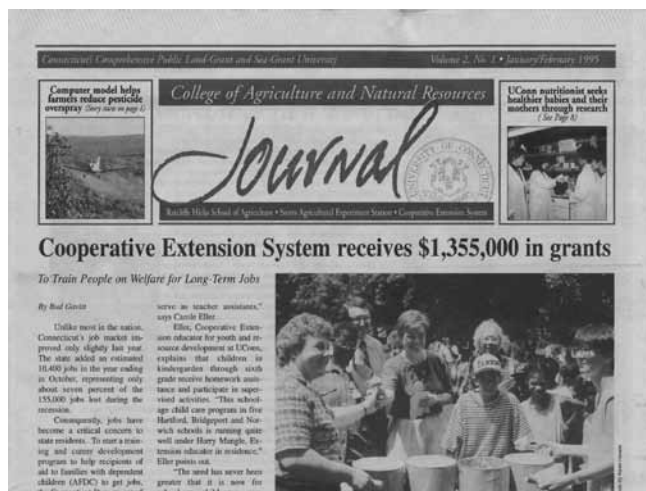 Connecticut's Comprehensive Public Land-Grant and Sea-Grant University
Volume 2, No. 1 • January/February 1995
Computer model helps
farmers reduce pesticide
overspray (Story starts on page 6)
College of Agriculture and Natural Resources
Journal
UNIVERSITY OF CONNECTICUT
Ratcliffe Hicks School of Agriculture • Storrs Agricultural Experiment Station • Cooperative Extension System
UConn nutritionist seeks
healthier babies and their
mothers through research
( See Page 8)
Cooperative Extension System receives $1,355,000 in grants
To Train People on Welfare for Long-Term Jobs
By Bud Gavitt
Unlike most in the nation,
Connecticut's job market im-
proved only slightly last year.
The state added an estimated
10,400 jobs in the year ending
in October, representing only
about seven percent of the
155,000 jobs lost during the
recession.
Consequently, jobs have
become a critical concern to
state residents. To start a train-
ing and career development
program to help recipients of
aid to families with dependent
children (AFDC) to get jobs,
serve as teacher assistants,"
says Carole Eller.
Eller, Cooperative Exten-
sion educator for youth and re-
source development at UConn,
explains that children in
kindergarden through sixth
grade receive homework assis-
tance and participate in super-
vised activities. "This school-
age child care program in five
Hartford, Bridgeport and Nor-
wich schools is running quite
well under Harry Mangle, Ex-
tension educator in residence,"
Eller points out.
"The need has never been
greater that it is now for